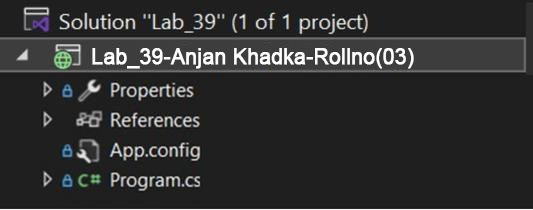 Solution "Lab_39" (1 of 1 project)
Lab_39-Anjan Khadka-Rollno(03)
Properties
References
App.config
C# Program.cs